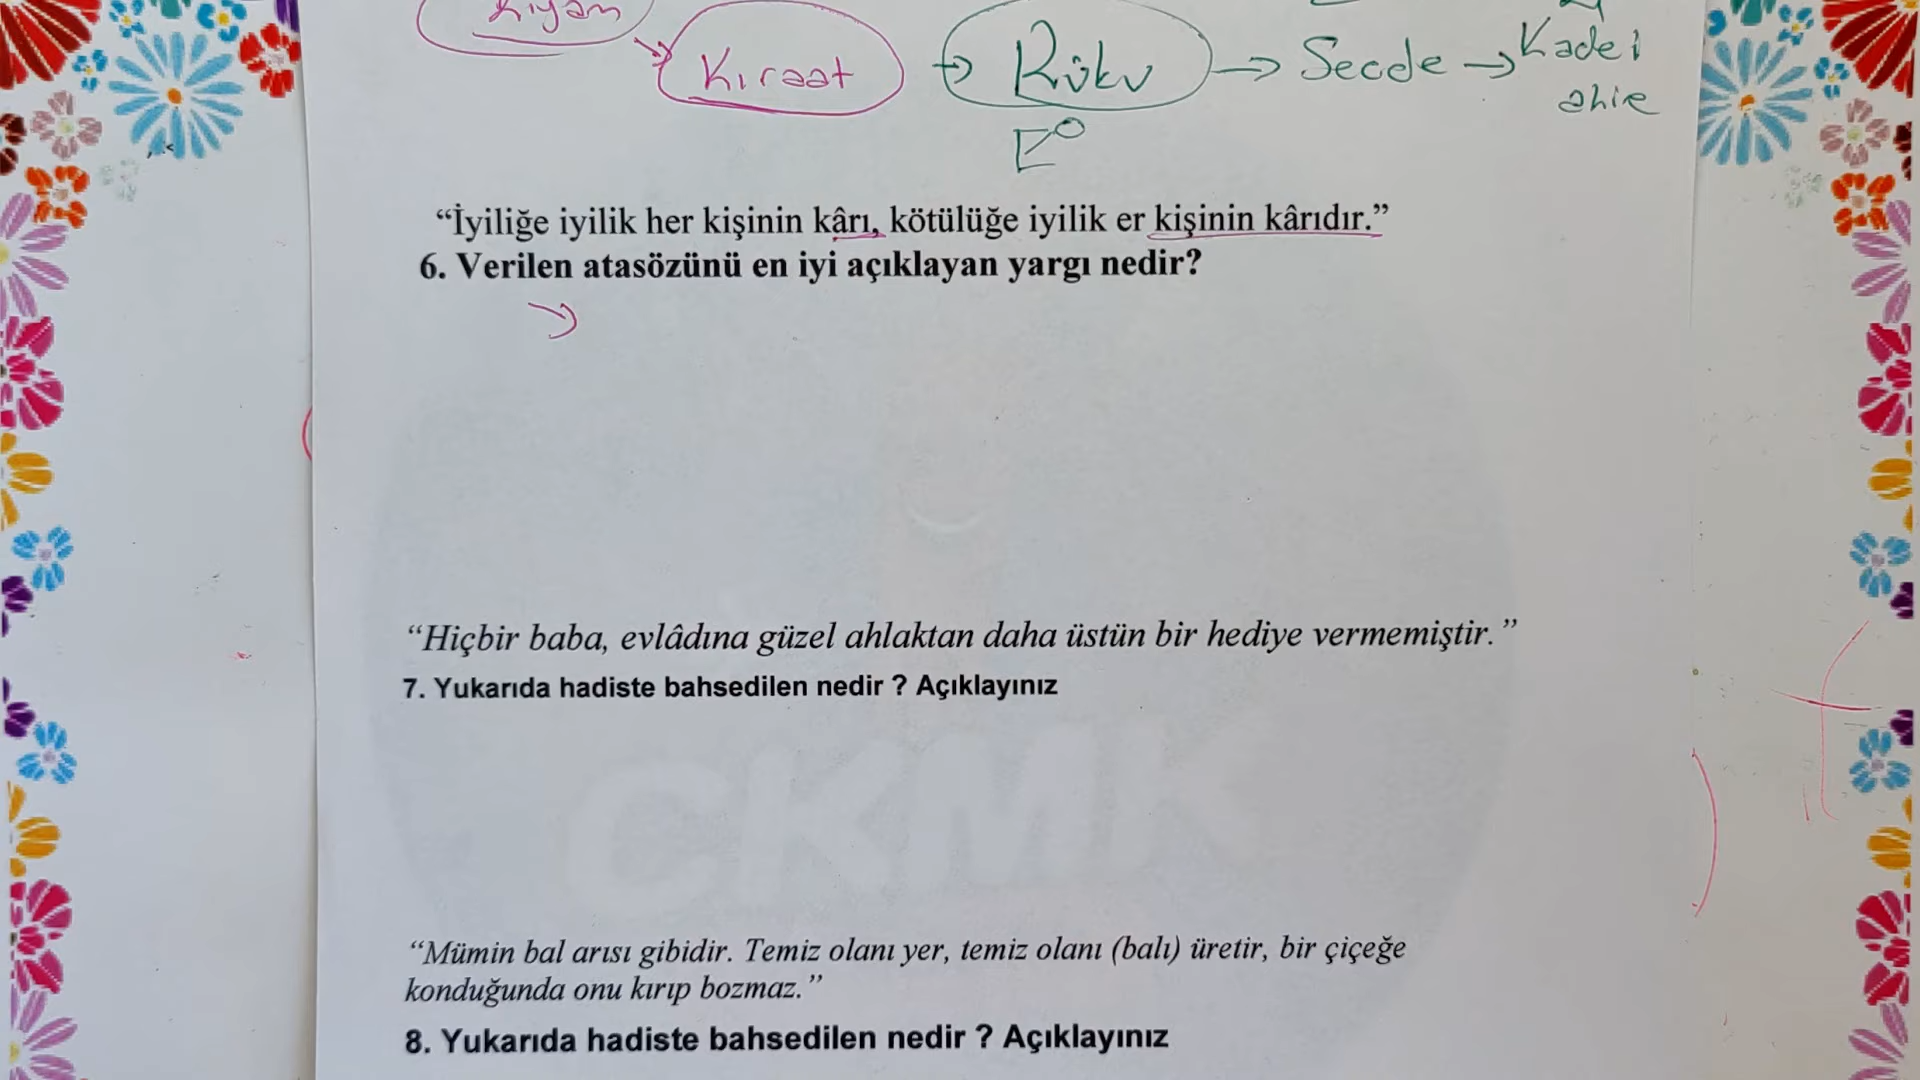 Kıyam
→ Kıraat → Rükû → Secde → Kadei
ahire
"İyiliğe iyilik her kişinin kârı, kötülüğe iyilik er kişinin kârıdır."
6. Verilen atasözünü en iyi açıklayan yargı nedir?
"Hiçbir baba, evlâdına güzel ahlaktan daha üstün bir hediye vermemiştir."
7. Yukarıda hadiste bahsedilen nedir ? Açıklayınız
CKMK
"Mümin bal arısı gibidir. Temiz olanı yer, temiz olanı (balı) üretir, bir çiçeğe
konduğunda onu kırıp bozmaz."
8. Yukarıda hadiste bahsedilen nedir ? Açıklayınız